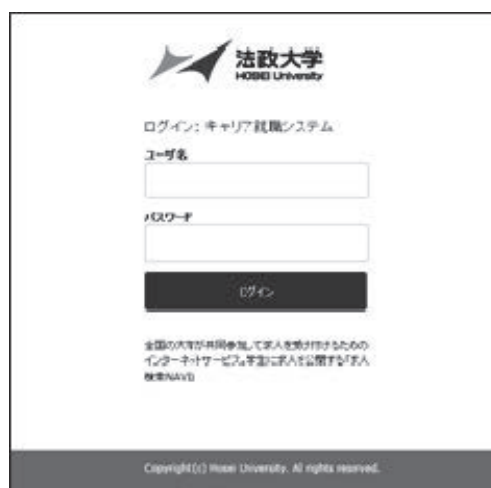 法政大学
HOSEI University
ログイン: キャリア就職システム
ユーザ名
パスワード
ログイン
全国の大学が共同参加して求人を受け付けるための
インターネットサービス。学生に求人を公開する「求人
検索NAVI」
Copyright(c) Hosei University. All rights reserved.